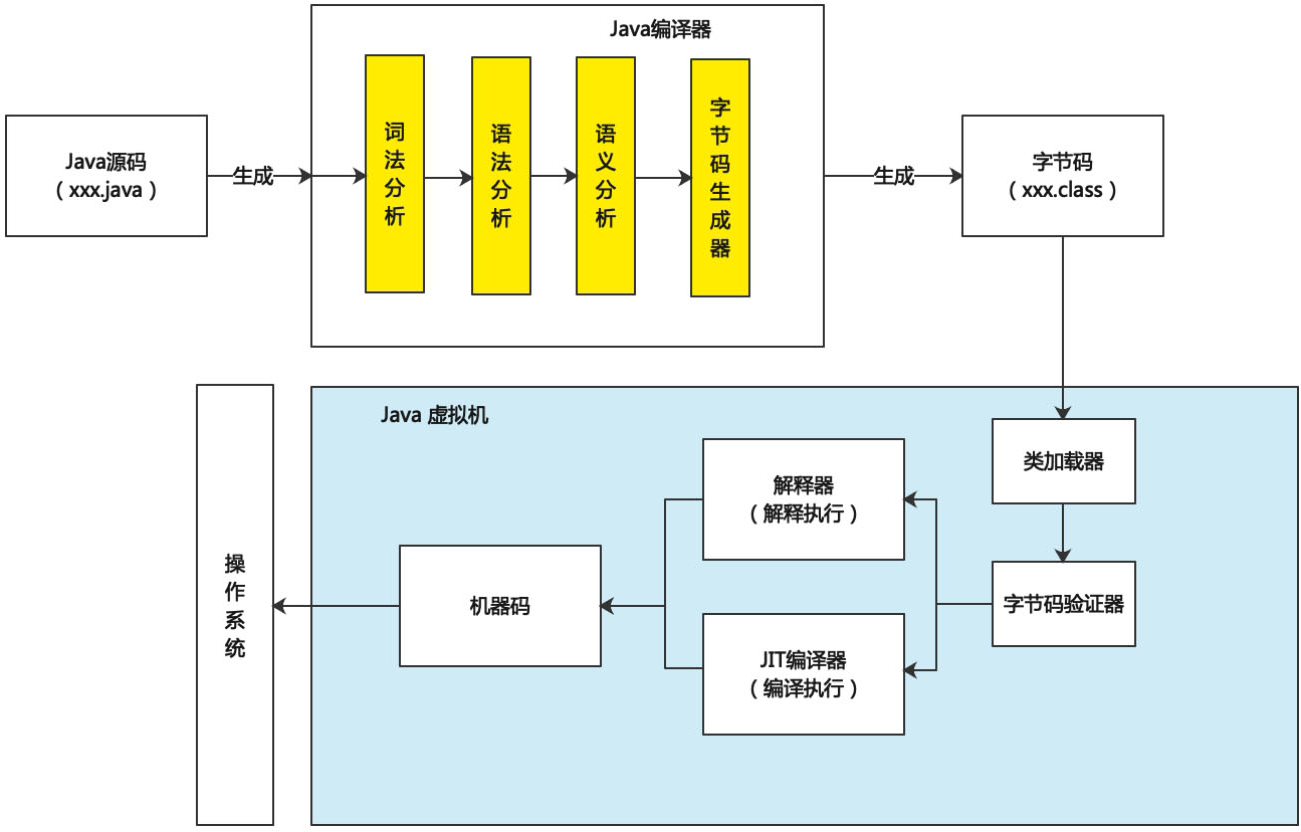 Java编译器
Java源码
（xxx.java）
生成
词法分析
语法分析
语义分析
字节码生成器
生成
字节码
（xxx.class）
Java 虚拟机
类加载器
字节码验证器
解释器
（解释执行）
JIT编译器
（编译执行）
机器码
操作系统